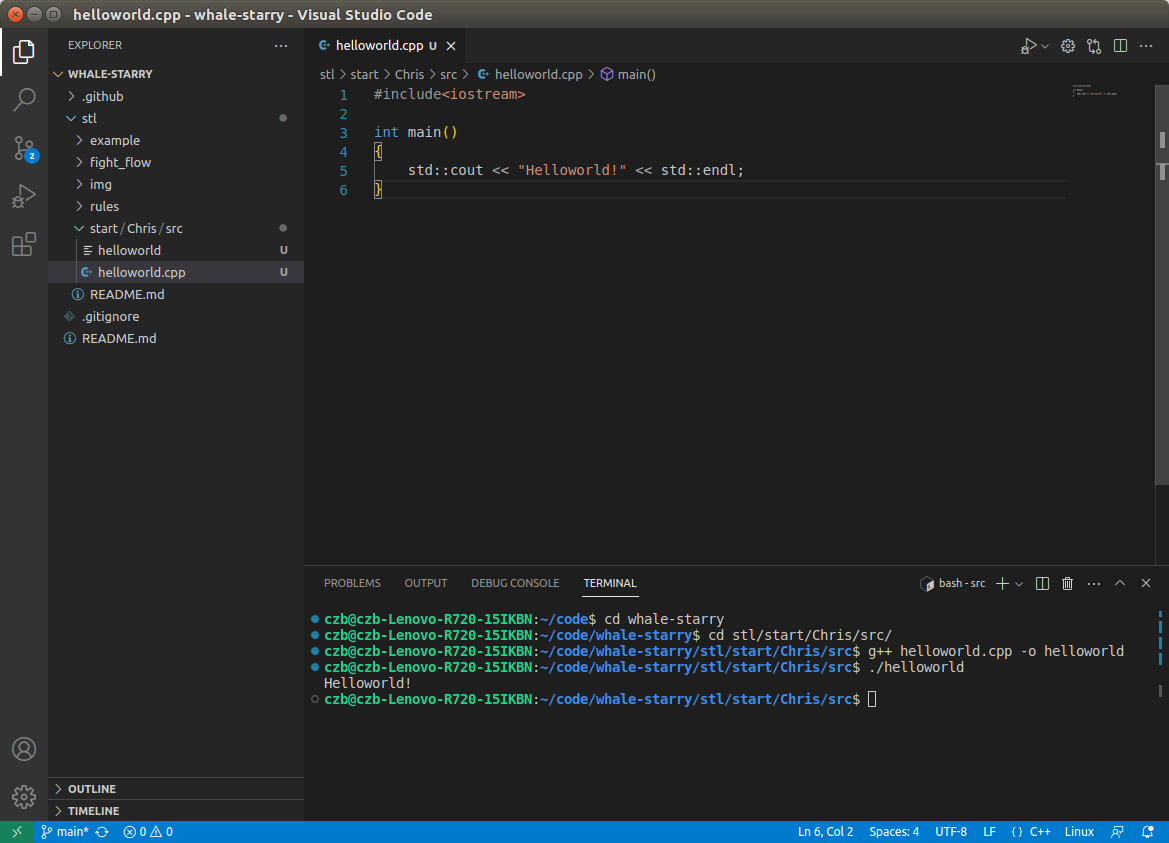 helloworld.cpp - whale-starry - Visual Studio Code
EXPLORER
WHALE-STARRY
.github
stl
example
fight_flow
img
rules
start/Chris/src
helloworld U
helloworld.cpp U
README.md
.gitignore
README.md
OUTLINE
TIMELINE
2
helloworld.cpp U
stl > start > Chris > src > helloworld.cpp > main()
1 #include<iostream>
2
3 int main()
4 {
5 std::cout << "Helloworld!" << std::endl;
6 }
PROBLEMS OUTPUT DEBUG CONSOLE TERMINAL bash - src
czb@czb-Lenovo-R720-15IKBN:~/code$ cd whale-starry
czb@czb-Lenovo-R720-15IKBN:~/code/whale-starry$ cd stl/start/Chris/src/
czb@czb-Lenovo-R720-15IKBN:~/code/whale-starry/stl/start/Chris/src$ g++ helloworld.cpp -o helloworld
czb@czb-Lenovo-R720-15IKBN:~/code/whale-starry/stl/start/Chris/src$ ./helloworld
Helloworld!
czb@czb-Lenovo-R720-15IKBN:~/code/whale-starry/stl/start/Chris/src$
main* 0 0 Ln 6, Col 2 Spaces: 4 UTF-8 LF {} C++ Linux